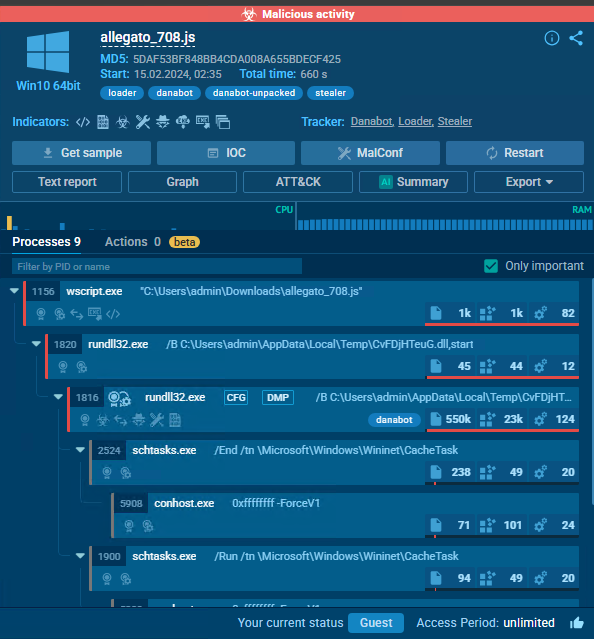 Malicious activity
allegato_708.js
MD5: 5DAF53BF848BB4CDA008A655BDECF425
Start: 15.02.2024, 02:35 Total time: 660 s
Win10 64bit
loader danabot danabot-unpacked stealer
Indicators: Tracker: Danabot, Loader, Stealer
Get sample IOC MalConf Restart
Text report Graph ATT&CK AI Summary Export
CPU RAM
Processes 9 Actions 0 beta
Filter by PID or name Only important
1156 wscript.exe "C:\Users\admin\Downloads\allegato_708.js"
1k 1k 82
1820 rundll32.exe /B C:\Users\admin\AppData\Local\Temp\CvFDjHTeuG.dll,start
45 44 12
1816 rundll32.exe CFG DMP /B C:\Users\admin\AppData\Local\Temp\CvFDjHT...
danabot 550k 23k 124
2524 schtasks.exe /End /tn \Microsoft\Windows\Wininet\CacheTask
238 49 20
5908 conhost.exe 0xffffffff -ForceV1
71 101 24
1900 schtasks.exe /Run /tn \Microsoft\Windows\Wininet\CacheTask
94 49 20
Your current status Guest Access Period: unlimited